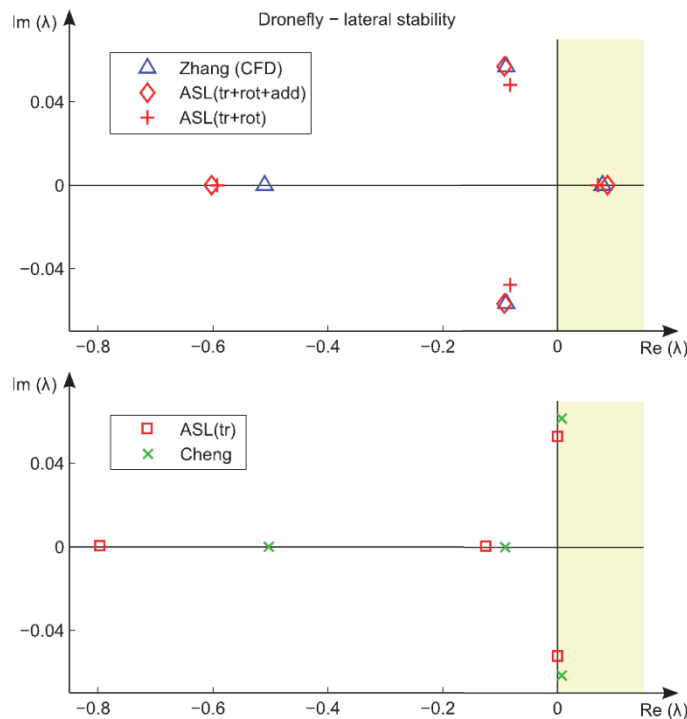 Im (λ)
Dronefly − lateral stability
Zhang (CFD)
ASL(tr+rot+add)
ASL(tr+rot)
0.04
0
−0.04
−0.8 −0.6 −0.4 −0.2 0 Re (λ)
Im (λ)
ASL(tr)
Cheng
0.04
0
−0.04
−0.8 −0.6 −0.4 −0.2 0 Re (λ)